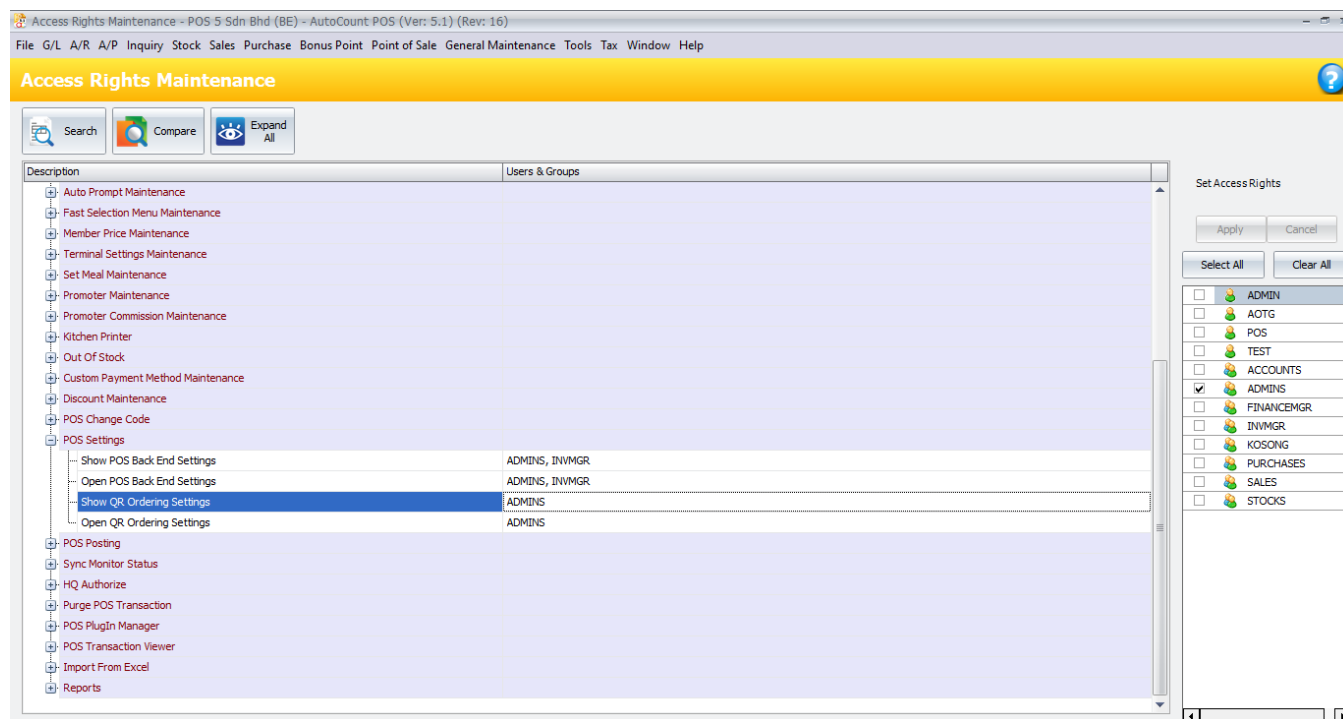 Access Rights Maintenance - POS 5 Sdn Bhd (BE) - AutoCount POS (Ver: 5.1) (Rev: 16)
File G/L A/R A/P Inquiry Stock Sales Purchase Bonus Point Point of Sale General Maintenance Tools Tax Window Help
Access Rights Maintenance
?
Search
Compare
Expand
All
Description Users & Groups
Auto Prompt Maintenance
Fast Selection Menu Maintenance
Member Price Maintenance
Terminal Settings Maintenance
Set Meal Maintenance
Promoter Maintenance
Promoter Commission Maintenance
Kitchen Printer
Out Of Stock
Custom Payment Method Maintenance
Discount Maintenance
POS Change Code
POS Settings
Show POS Back End Settings ADMINS, INVMGR
Open POS Back End Settings ADMINS, INVMGR
Show QR Ordering Settings ADMINS
Open QR Ordering Settings ADMINS
POS Posting
Sync Monitor Status
HQ Authorize
Purge POS Transaction
POS PlugIn Manager
POS Transaction Viewer
Import From Excel
Reports
Set Access Rights
Apply Cancel
Select All Clear All
ADMIN
AOTG
POS
TEST
ACCOUNTS
ADMINS
FINANCEMGR
INVMGR
KOSONG
PURCHASES
SALES
STOCKS